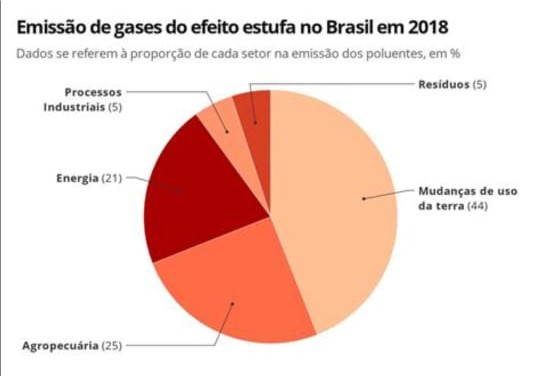 Emissão de gases do efeito estufa no Brasil em 2018
Dados se referem à proporção de cada setor na emissão dos poluentes, em %
Resíduos (5)
Processos
Industriais (5)
Energia (21)
Mudanças de uso
da terra (44)
Agropecuária (25)